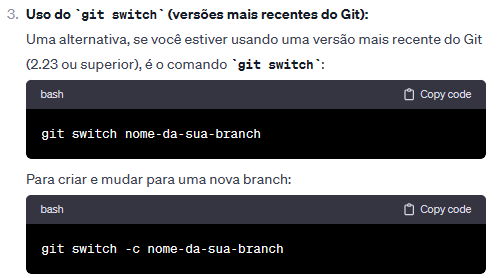 3. Uso do `git switch` (versões mais recentes do Git):
Uma alternativa, se você estiver usando uma versão mais recente do Git
(2.23 ou superior), é o comando `git switch`:
bash Copy code
git switch nome-da-sua-branch
Para criar e mudar para uma nova branch:
bash Copy code
git switch -c nome-da-sua-branch